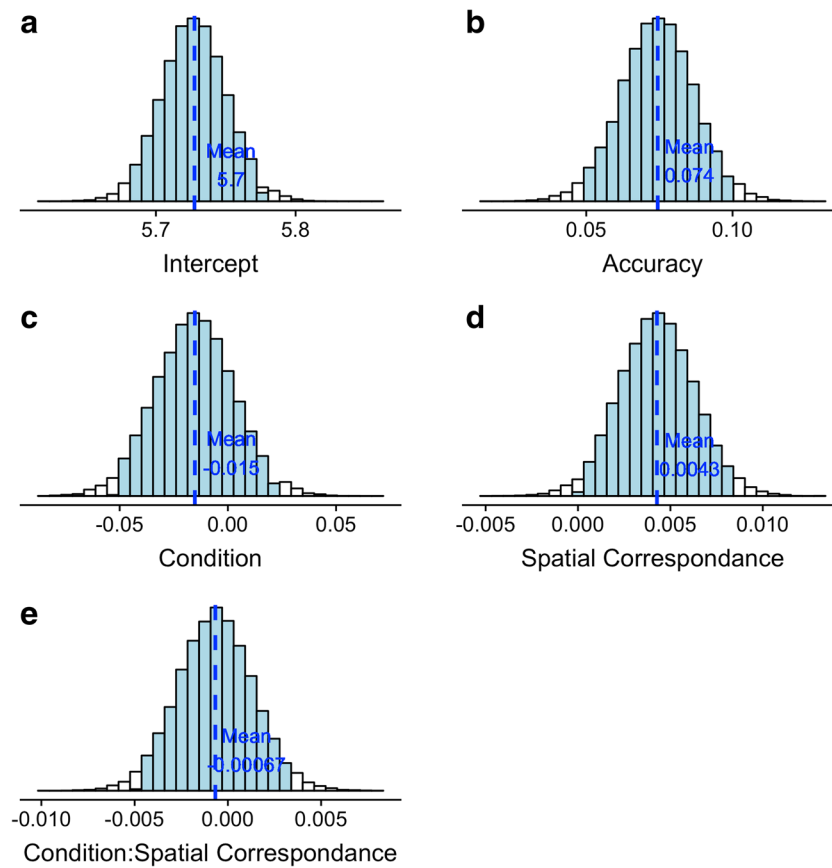 a
Mean
5.7
5.7 5.8
Intercept
b
Mean
0.074
0.05 0.10
Accuracy
c
Mean
-0.015
-0.05 0.00 0.05
Condition
d
Mean
0.0043
-0.005 0.000 0.005 0.010
Spatial Correspondance
e
Mean
-0.00067
-0.010 -0.005 0.000 0.005
Condition:Spatial Correspondance